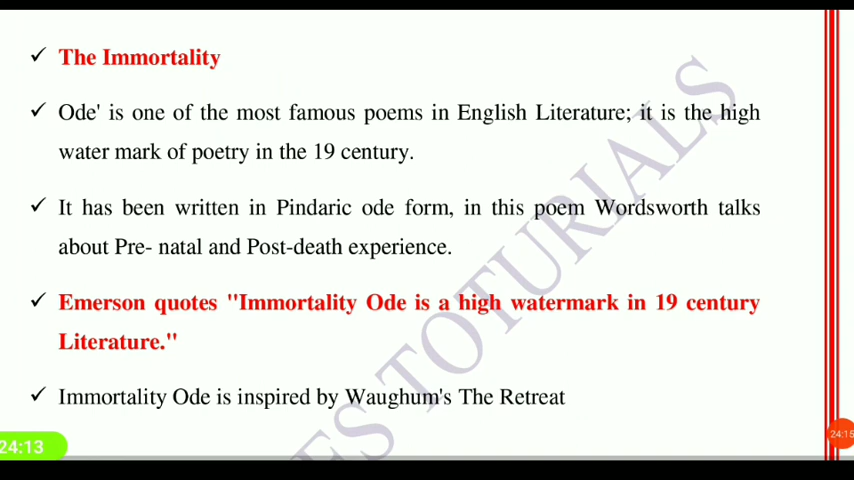 ✓ The Immortality
✓ Ode' is one of the most famous poems in English Literature; it is the high
water mark of poetry in the 19 century.
✓ It has been written in Pindaric ode form, in this poem Wordsworth talks
about Pre- natal and Post-death experience.
✓ Emerson quotes "Immortality Ode is a high watermark in 19 century
Literature."
✓ Immortality Ode is inspired by Waughum's The Retreat
ES TOTURIALS
24:13
24:15